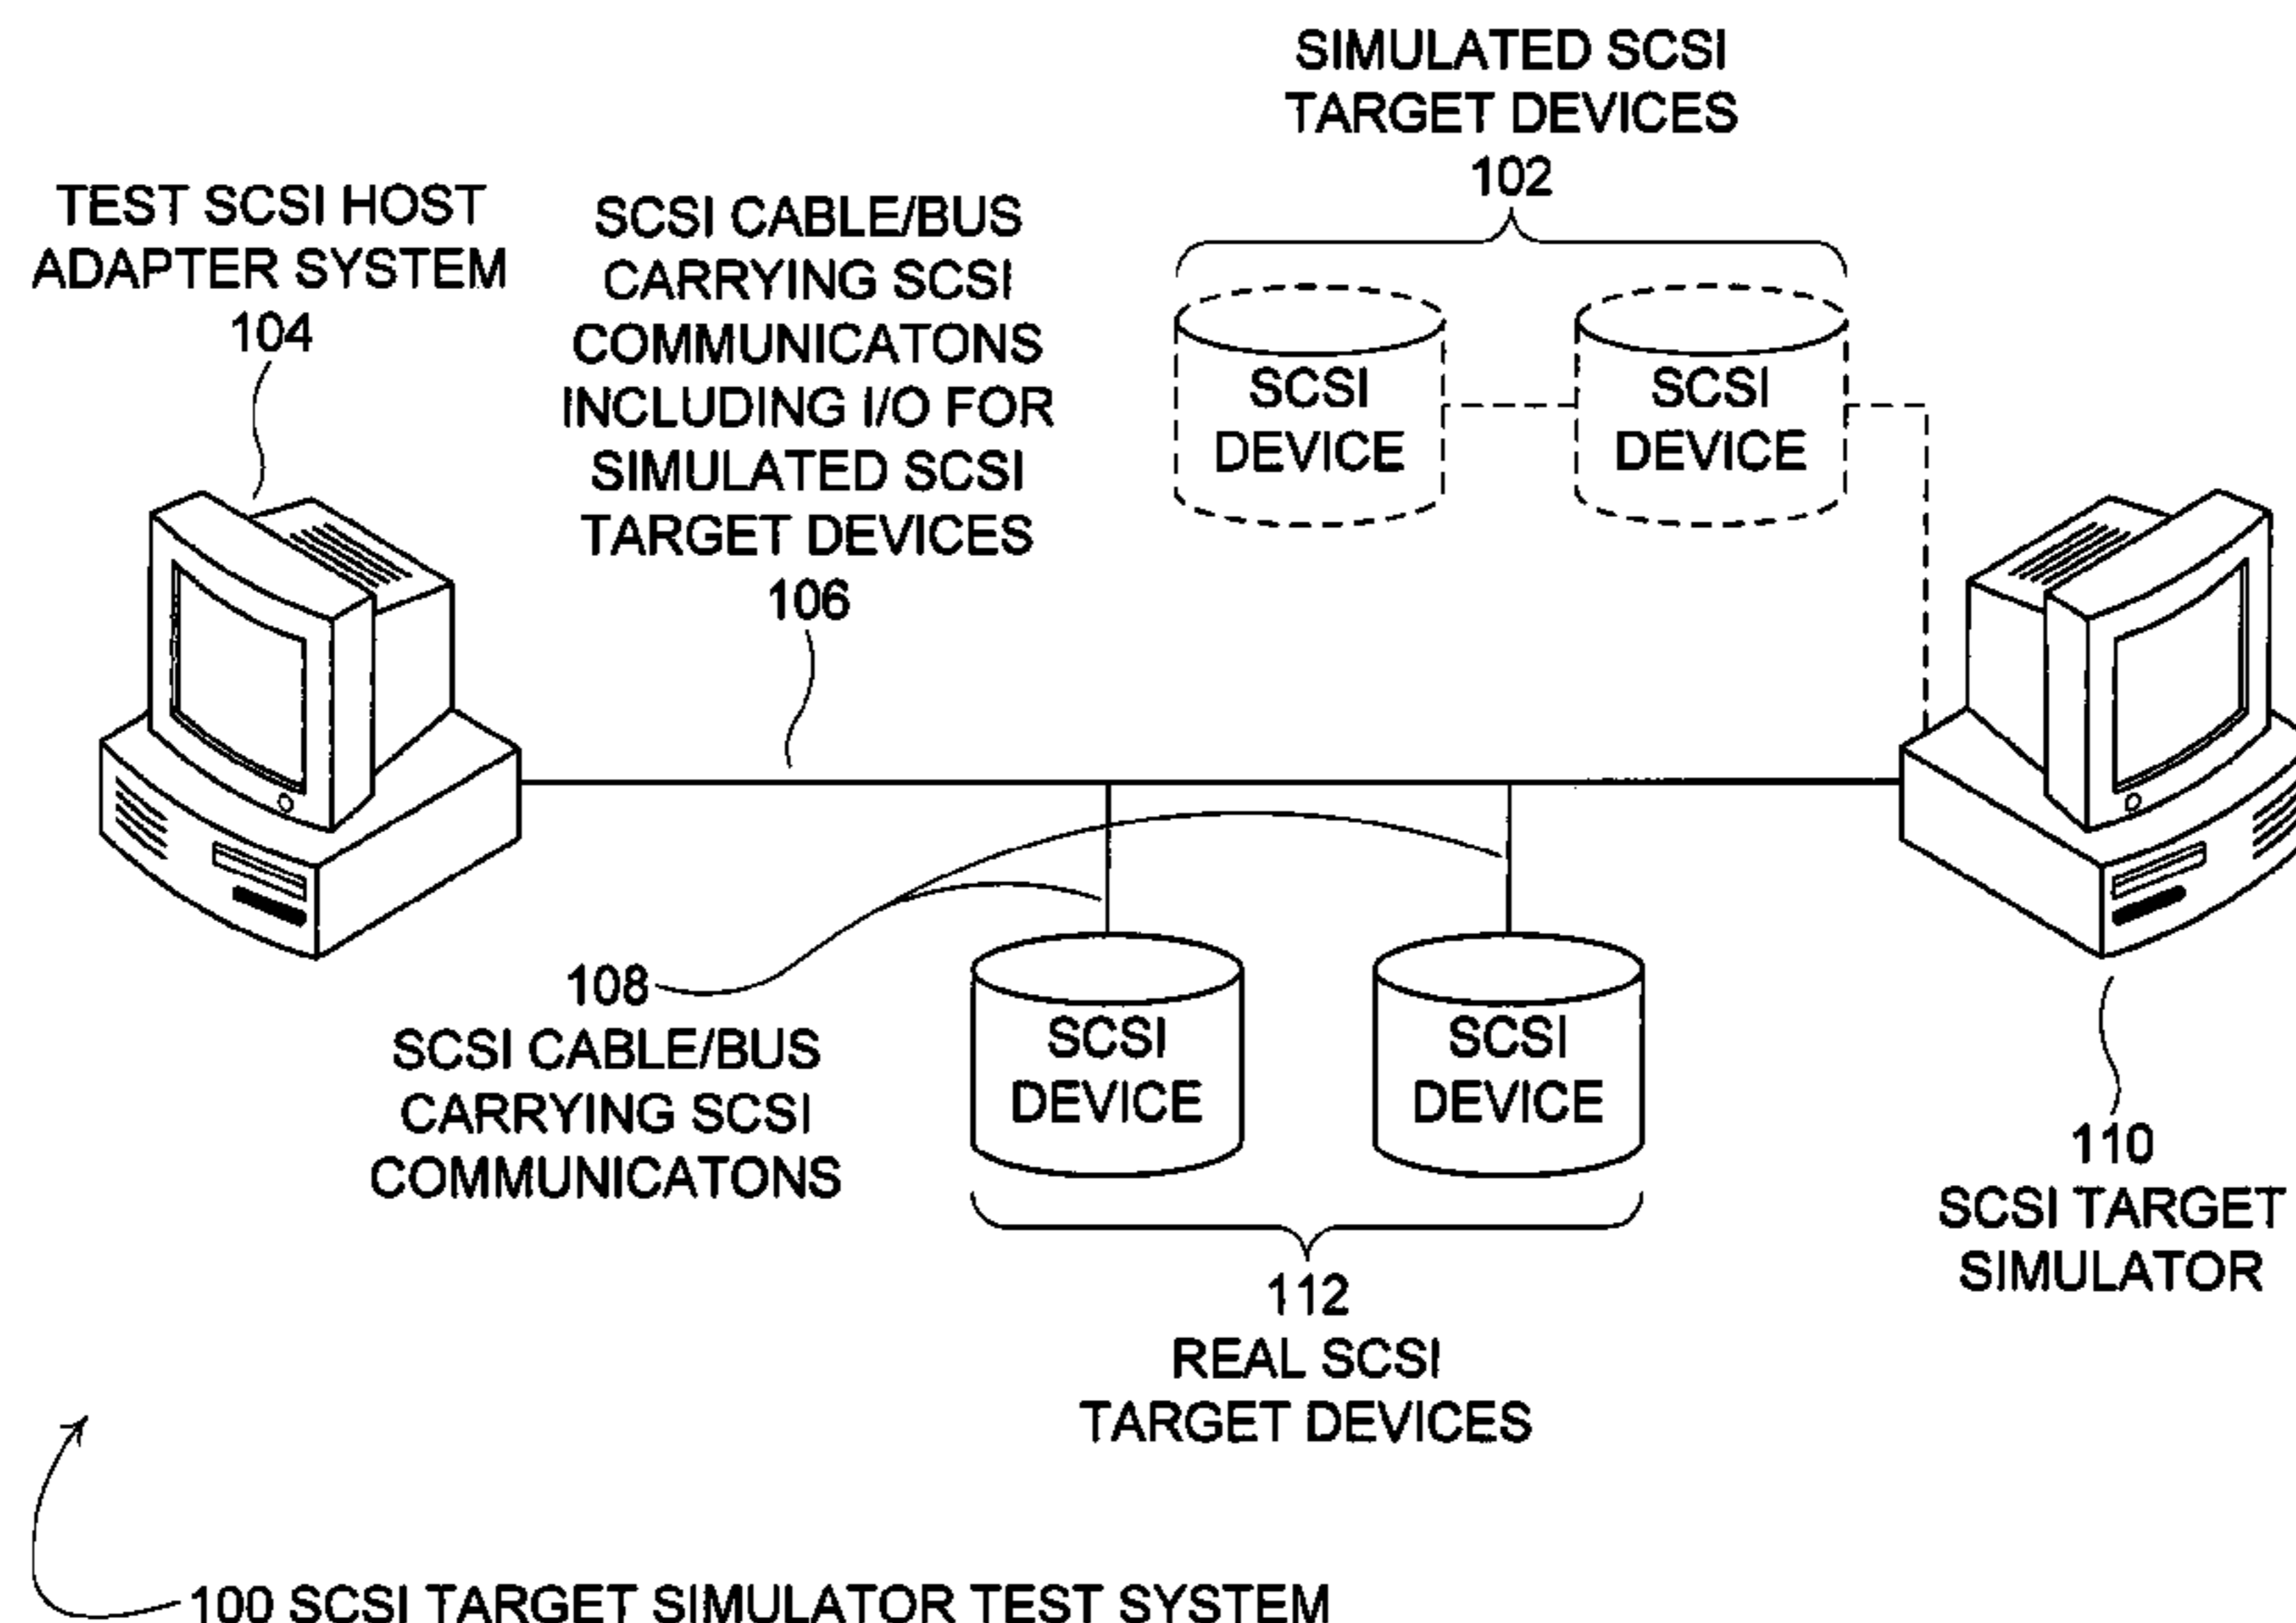 SIMULATED SCSI
TARGET DEVICES
102
TEST SCSI HOST
ADAPTER SYSTEM
104
SCSI CABLE/BUS
CARRYING SCSI
COMMUNICATONS
INCLUDING I/O FOR
SIMULATED SCSI
TARGET DEVICES
106
SCSI
DEVICE
SCSI
DEVICE
108
SCSI CABLE/BUS
CARRYING SCSI
COMMUNICATONS
SCSI
DEVICE
SCSI
DEVICE
110
SCSI TARGET
SIMULATOR
112
REAL SCSI
TARGET DEVICES
100 SCSI TARGET SIMULATOR TEST SYSTEM